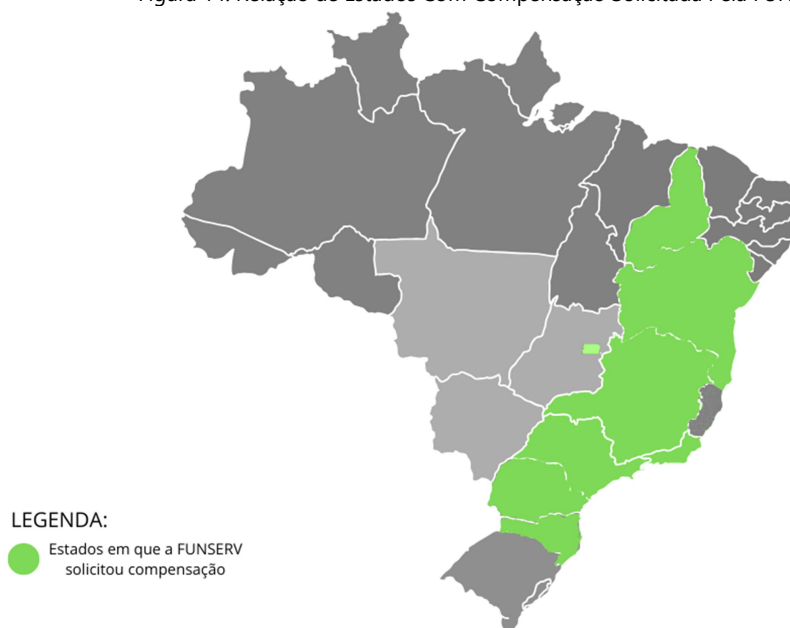 Figura 14: Relação de Estados Com Compensação Solicitada Pela
LEGENDA:
Estados em que a FUNSERV
solicitou compensação